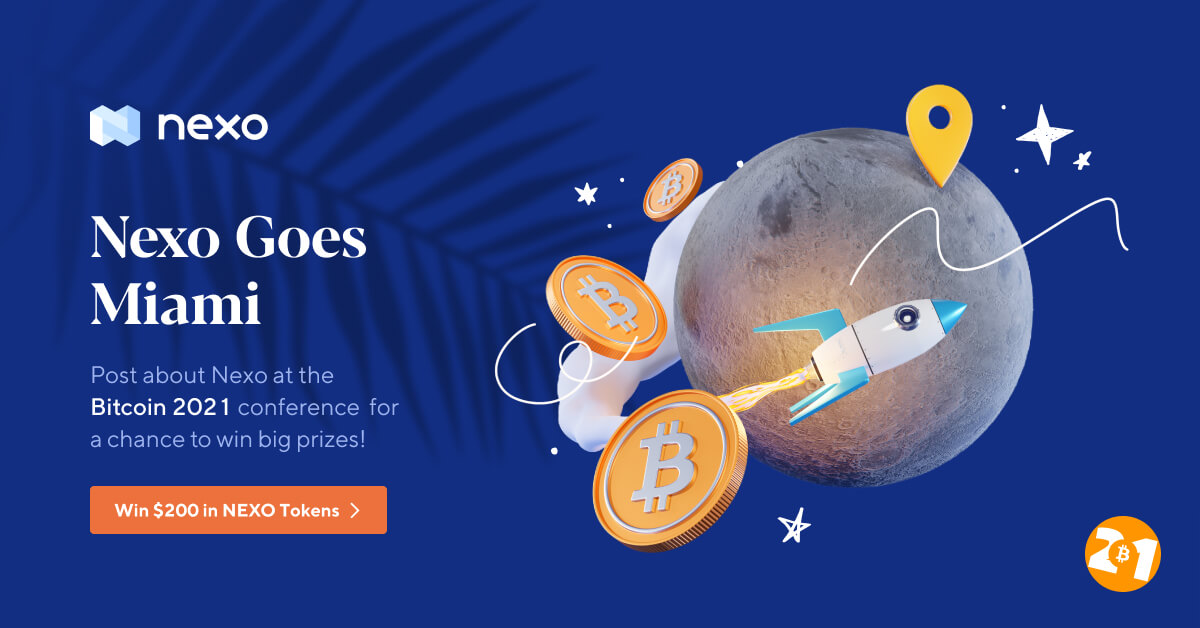 nexo
Nexo Goes
Miami
Post about Nexo at the
Bitcoin 2021 conference for
a chance to win big prizes!
Win $200 in NEXO Tokens
21